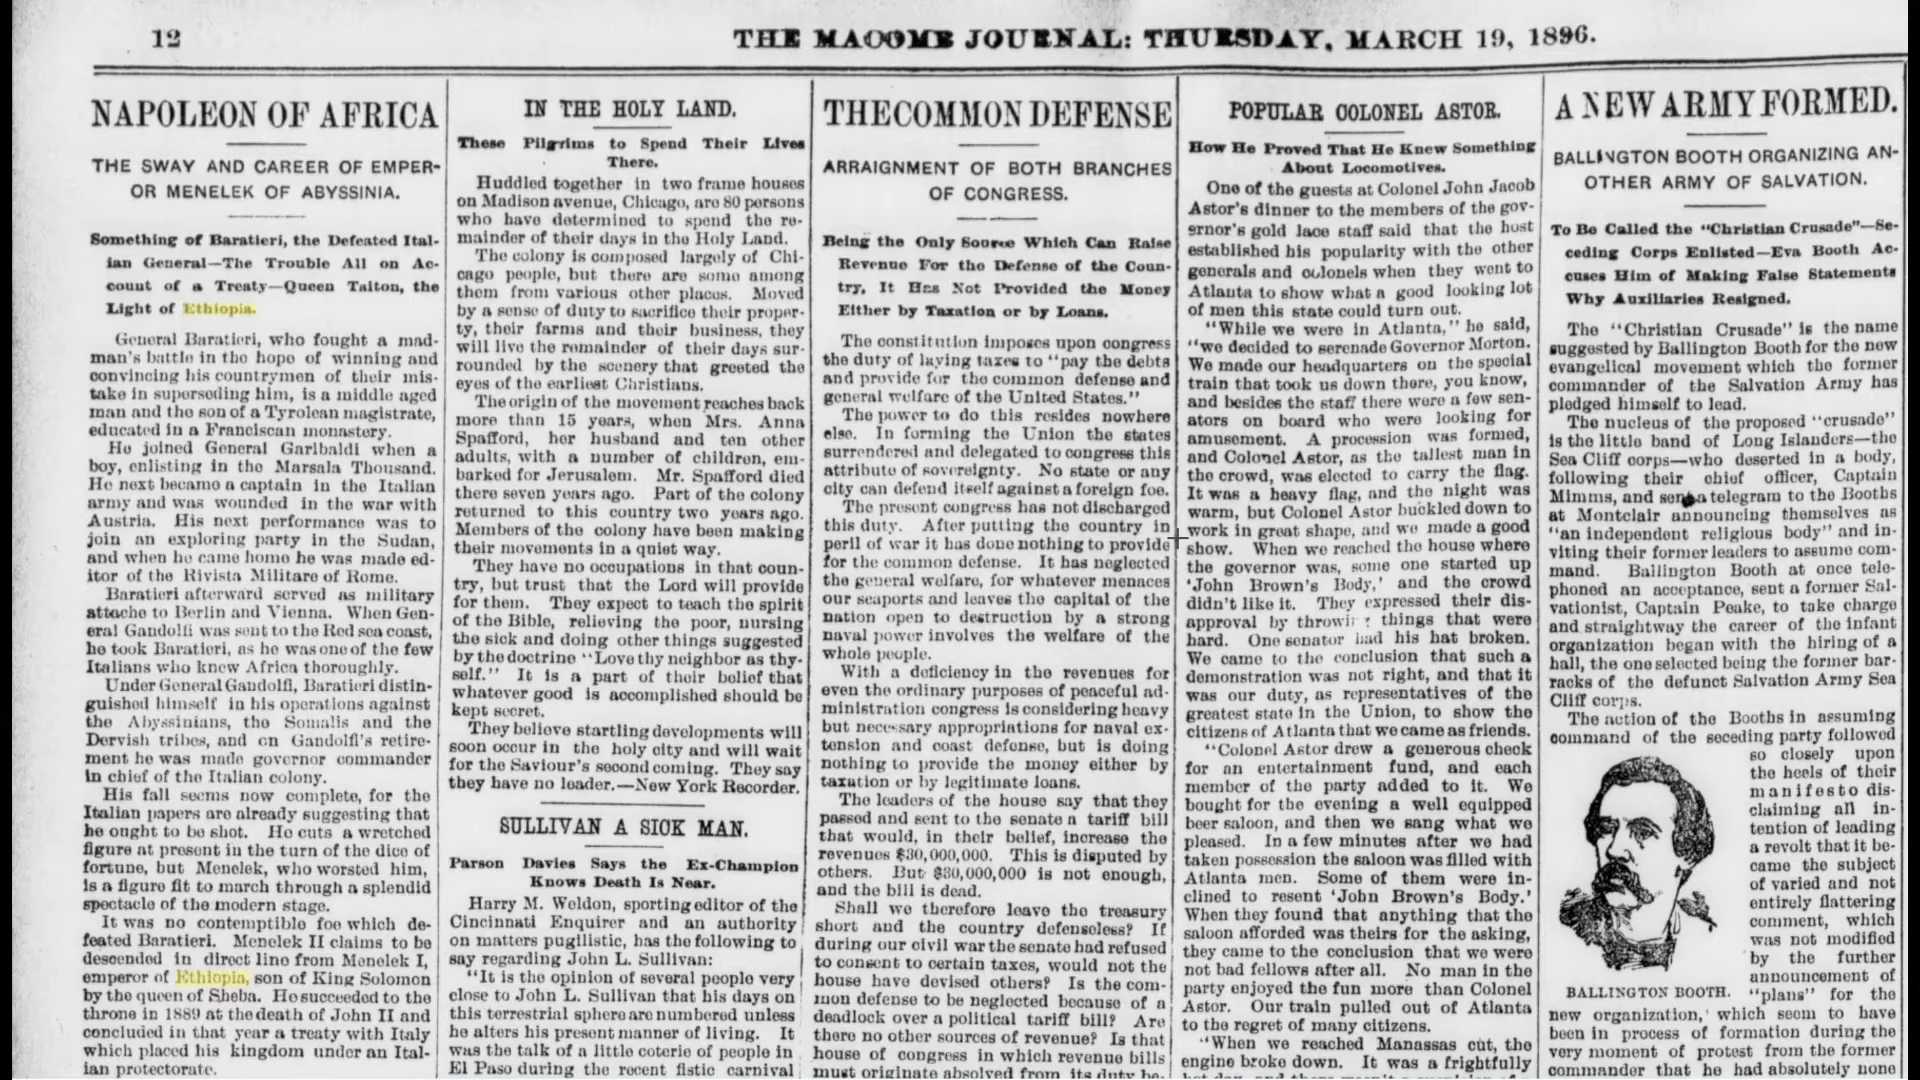 12
THE MACOMB JOURNAL: THURSDAY, MARCH 19, 1896.
NAPOLEON OF AFRICA
THE SWAY AND CAREER OF EMPER-
OR MENELEK OF ABYSSINIA.
Something of Baratieri, the Defeated Ital-
ian General—The Trouble All on Ac-
count of a Treaty—Queen Taiton, the
Light of Ethiopia.
General Baratieri, who fought a mad-
man's battle in the hope of winning and
convincing his countrymen of their mis-
take in superseding him, is a middle aged
man and the son of a Tyrolean magistrate,
educated in a Franciscan monastery.
He joined General Garibaldi when a
boy, enlisting in the Marsala Thousand.
He next became a captain in the Italian
army and was wounded in the war with
Austria. His next performance was to
join an exploring party in the Sudan,
and when he came home he was made ed-
itor of the Rivista Militare of Rome.
Baratieri afterward served as military
attache to Berlin and Vienna. When Gen-
eral Gandolfi was sent to the Red sea coast,
he took Baratieri, as he was one of the few
Italians who knew Africa thoroughly.
Under General Gandolfi, Baratieri distin-
guished himself in his operations against
the Abyssinians, the Somalis and the
Dervish tribes, and on Gandolfi's retire-
ment he was made governor commander
in chief of the Italian colony.
His fall seems now complete, for the
Italian papers are already suggesting that
he ought to be shot. He cuts a wretched
figure at present in the turn of the dice of
fortune, but Menelek, who worsted him,
is a figure fit to march through a splendid
spectacle of the modern stage.
It was no contemptible foe which de-
feated Baratieri. Menelek II claims to be
descended in direct line from Menelek I,
emperor of Ethiopia, son of King Solomon
by the queen of Sheba. He succeeded to the
throne in 1889 at the death of John II and
concluded in that year a treaty with Italy
which placed his kingdom under an Ital-
ian protectorate.
IN THE HOLY LAND.
These Pilgrims to Spend Their Lives
There.
Huddled together in two frame houses
on Madison avenue, Chicago, are 80 persons
who have determined to spend the re-
mainder of their days in the Holy Land.
The colony is composed largely of Chi-
cago people, but there are some among
them from various other places. Moved
by a sense of duty to sacrifice their proper-
ty, their farms and their business, they
will live the remainder of their days sur-
rounded by the scenery that greeted the
eyes of the earliest Christians.
The origin of the movement reaches back
more than 15 years, when Mrs. Anna
Spafford, her husband and ten other
adults, with a number of children, em-
barked for Jerusalem. Mr. Spafford died
there seven years ago. Part of the colony
returned to this country two years ago.
Members of the colony have been making
their movements in a quiet way.
They have no occupations in that coun-
try, but trust that the Lord will provide
for them. They expect to teach the spirit
of the Bible, relieving the poor, nursing
the sick and doing other things suggested
by the doctrine "Love thy neighbor as thy-
self." It is a part of their belief that
whatever good is accomplished should be
kept secret.
They believe startling developments will
soon occur in the holy city and will wait
for the Saviour's second coming. They say
they have no leader.—New York Recorder.
SULLIVAN A SICK MAN.
Parson Davies Says the Ex-Champion
Knows Death Is Near.
Harry M. Weldon, sporting editor of the
Cincinnati Enquirer and an authority
on matters pugilistic, has the following to
say regarding John L. Sullivan:
"It is the opinion of several people very
close to John L. Sullivan that his days on
this terrestrial sphere are numbered unless
he alters his present manner of living. It
was the talk of a little coterie of people in
El Paso during the recent fistic carnival
THE COMMON DEFENSE
ARRAIGNMENT OF BOTH BRANCHES
OF CONGRESS.
Being the Only Source Which Can Raise
Revenue For the Defense of the Coun-
try, It Has Not Provided the Money
Either by Taxation or by Loans.
The constitution imposes upon congress
the duty of laying taxes to "pay the debts
and provide for the common defense and
general welfare of the United States."
The power to do this resides nowhere
else. In forming the Union the states
surrendered and delegated to congress this
attribute of sovereignty. No state or any
city can defend itself against a foreign foe.
The present congress has not discharged
this duty. After putting the country in
peril of war it has done nothing to provide
for the common defense. It has neglected
the general welfare, for whatever menaces
our seaports and leaves the capital of the
nation open to destruction by a strong
naval power involves the welfare of the
whole people.
With a deficiency in the revenues for
even the ordinary purposes of peaceful ad-
ministration congress is considering heavy
but necessary appropriations for naval ex-
tension and coast defense, but is doing
nothing to provide the money either by
taxation or by legitimate loans.
The leaders of the house say that they
passed and sent to the senate a tariff bill
that would, in their belief, increase the
revenues $30,000,000. This is disputed by
others. But $30,000,000 is not enough,
and the bill is dead.
Shall we therefore leave the treasury
short and the country defenseless? If
during our civil war the senate had refused
to consent to certain taxes, would not the
house have devised others? Is the com-
mon defense to be neglected because of a
deadlock over a political tariff bill? Are
there no other sources of revenue? Is that
house of congress in which revenue bills
must originate absolved from its duty be-
POPULAR COLONEL ASTOR.
How He Proved That He Knew Something
About Locomotives.
One of the guests at Colonel John Jacob
Astor's dinner to the members of the gov-
ernor's gold lace staff said that the host
established his popularity with the other
generals and colonels when they went to
Atlanta to show what a good looking lot
of men this state could turn out.
"While we were in Atlanta," he said,
"we decided to serenade Governor Morton.
We made our headquarters on the special
train that took us down there, you know,
and besides the staff there were a few sen-
ators on board who were looking for
amusement. A procession was formed,
and Colonel Astor, as the tallest man in
the crowd, was elected to carry the flag.
It was a heavy flag, and the night was
warm, but Colonel Astor buckled down to
work in great shape, and we made a good
show. When we reached the house where
the governor was, some one started up
'John Brown's Body,' and the crowd
didn't like it. They expressed their dis-
approval by things that were
hard. One senator had his hat broken.
We came to the conclusion that such a
demonstration was not right, and that it
was our duty, as representatives of the
greatest state in the Union, to show the
citizens of Atlanta that we came as friends.
"Colonel Astor drew a generous check
for an entertainment fund, and each
member of the party added to it. We
bought for the evening a well equipped
beer saloon, and then we sang what we
pleased. In a few minutes after we had
taken possession the saloon was filled with
Atlanta men. Some of them were in-
clined to resent 'John Brown's Body.'
When they found that anything that the
saloon afforded was theirs for the asking,
they came to the conclusion that we were
not bad fellows after all. No man in the
party enjoyed the fun more than Colonel
Astor. Our train pulled out of Atlanta
to the regret of many citizens.
"When we reached Manassas cut, the
engine broke down. It was a frightfully
A NEW ARMY FORMED.
BALLINGTON BOOTH ORGANIZING AN-
OTHER ARMY OF SALVATION.
To Be Called the "Christian Crusade"—Se-
ceding Corps Enlisted—Eva Booth Ac-
cuses Him of Making False Statements
Why Auxiliaries Resigned.
The "Christian Crusade" is the name
suggested by Ballington Booth for the new
evangelical movement which the former
commander of the Salvation Army has
pledged himself to lead.
The nucleus of the proposed "crusade"
is the little band of Long Islanders—the
Sea Cliff corps—who deserted in a body,
following their chief officer, Captain
Mimms, and sent a telegram to the Booths
at Montclair announcing themselves as
"an independent religious body" and in-
viting their former leaders to assume com-
mand. Ballington Booth at once tele-
phoned an acceptance, sent a former Sal-
vationist, Captain Peake, to take charge
and straightway the career of the infant
organization began with the hiring of a
hall, the one selected being the former bar-
racks of the defunct Salvation Army Sea
Cliff corps.
The action of the Booths in assuming
command of the seceding party followed
so closely upon
the heels of their
manifesto dis-
claiming all in-
tention of leading
a revolt that it be-
came the subject
of varied and not
entirely flattering
comment, which
was not modified
by the further
announcement of
BALLINGTON BOOTH. "plans" for the
new organization, which seem to have
been in process of formation during the
very moment of protest from the former
commander that he had absolutely none